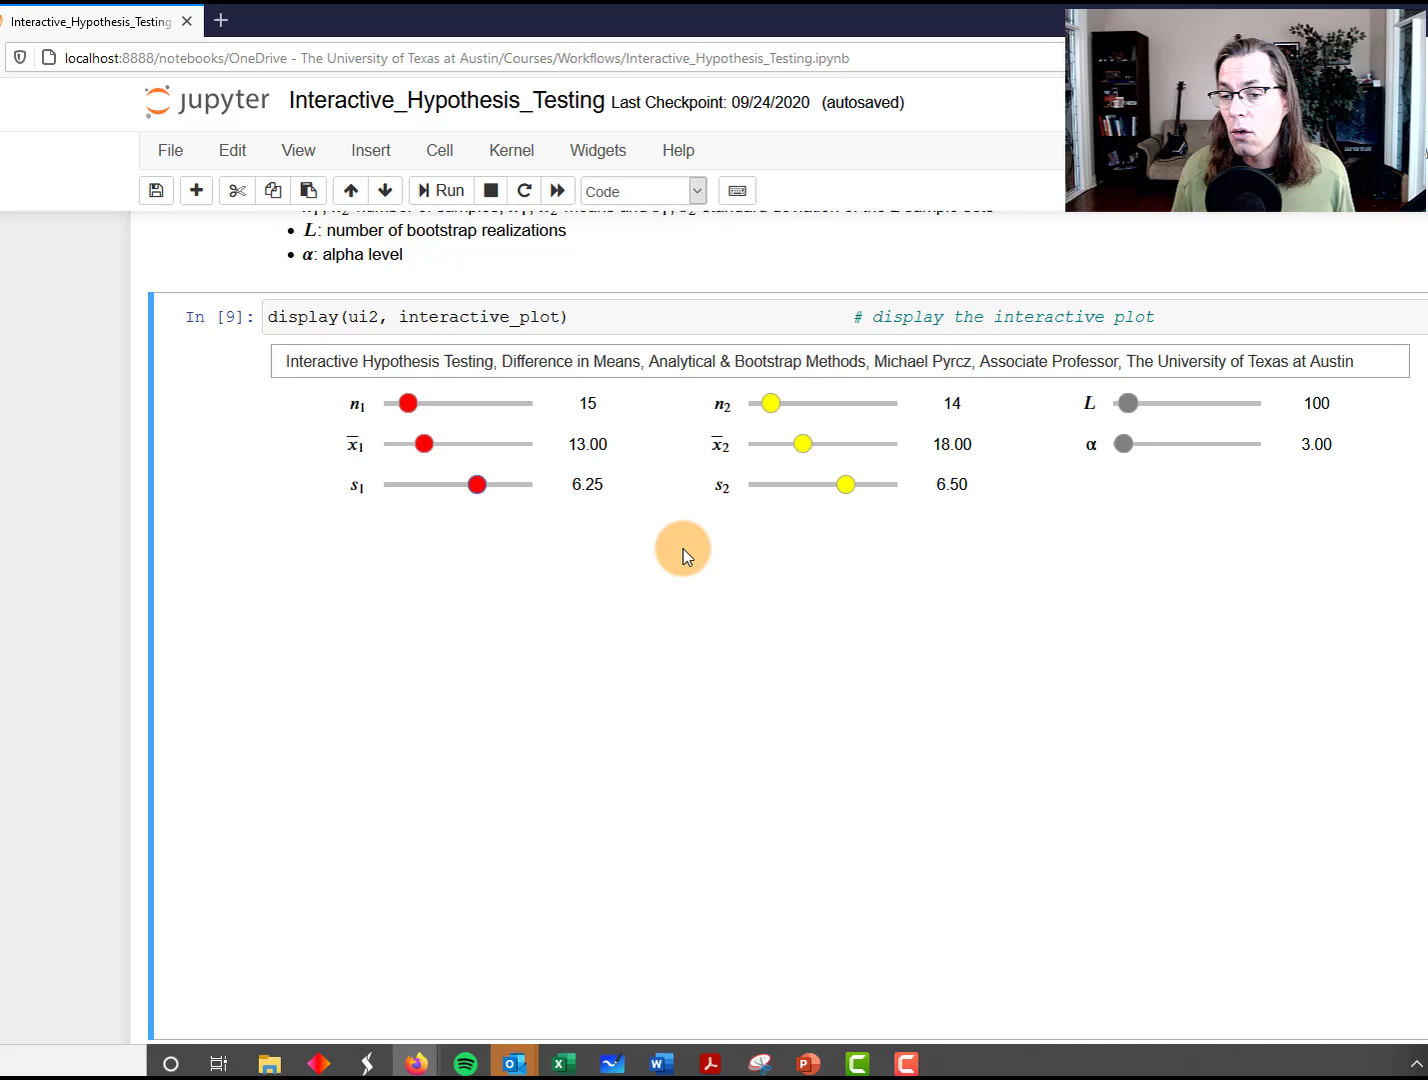 Interactive_Hypothesis_Testing
localhost:8888/notebooks/OneDrive - The University of Texas at Austin/Courses/Workflows/Interactive_Hypothesis_Testing.ipynb
jupyter Interactive_Hypothesis_Testing Last Checkpoint: 09/24/2020 (autosaved)
File Edit View Insert Cell Kernel Widgets Help
Run Code
• L: number of bootstrap realizations
• α: alpha level
In [9]: display(ui2, interactive_plot) # display the interactive plot
Interactive Hypothesis Testing, Difference in Means, Analytical & Bootstrap Methods, Michael Pyrcz, Associate Professor, The University of Texas at Austin
n₁ 15 n₂ 14 L 100
x̅₁ 13.00 x̅₂ 18.00 α 3.00
s₁ 6.25 s₂ 6.50